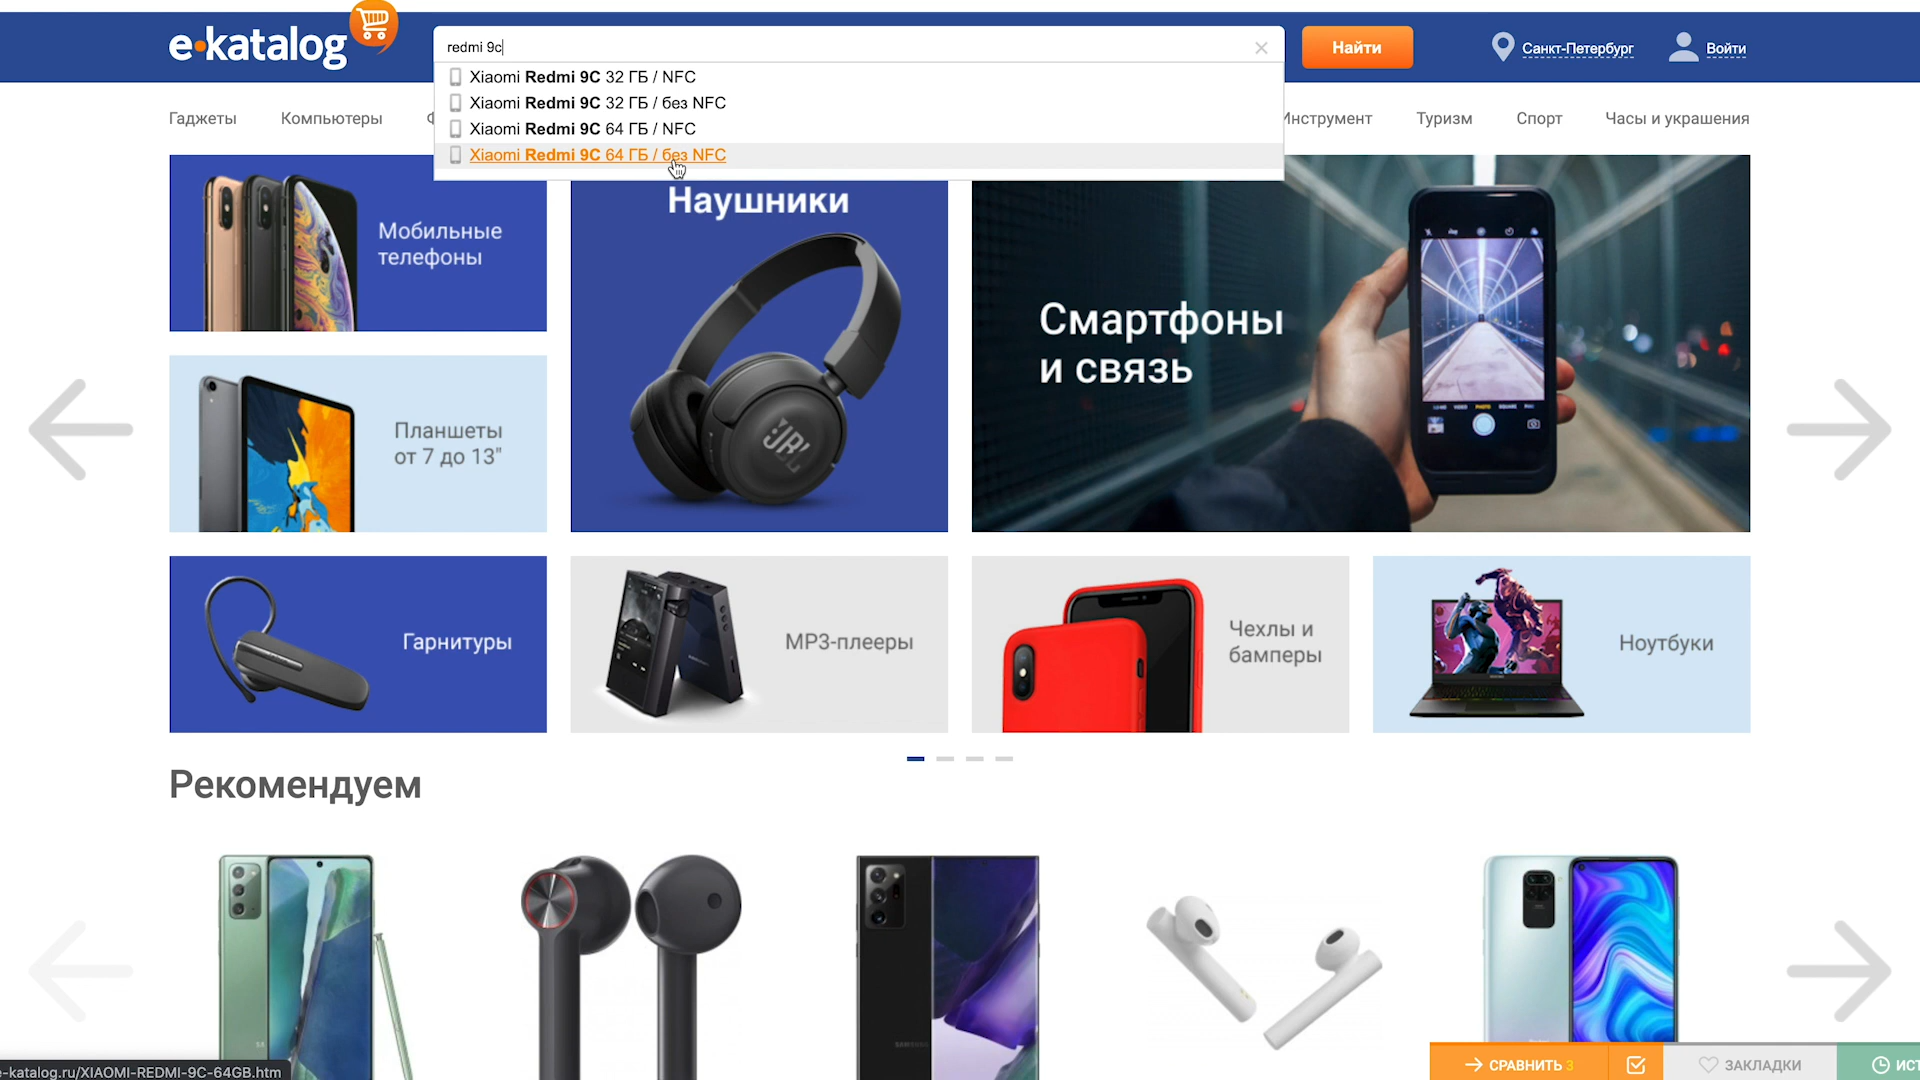 e·katalog
redmi 9c
Найти
Санкт-Петербург
Войти
Xiaomi Redmi 9C 32 ГБ / NFC
Xiaomi Redmi 9C 32 ГБ / без NFC
Xiaomi Redmi 9C 64 ГБ / NFC
Xiaomi Redmi 9C 64 ГБ / без NFC
Гаджеты
Компьютеры
Инструмент
Туризм
Спорт
Часы и украшения
Мобильные
телефоны
Наушники
JBL
Смартфоны
и связь
Планшеты
от 7 до 13"
Гарнитуры
MP3-плееры
Чехлы и
бамперы
Ноутбуки
Рекомендуем
e-katalog.ru/XIAOMI-REDMI-9C-64GB.htm
СРАВНИТЬ 3
ЗАКЛАДКИ
ИСТ